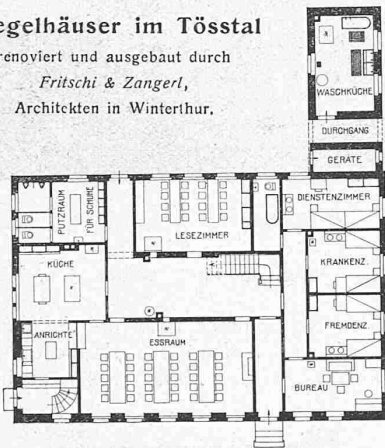 egelhäuser im Tösstal
renoviert und ausgebaut durch
Fritschi & Zangerl,
Architekten in Winterthur.
WASCHKÜCHE
DURCHGANG
GERÄTE
PUTZRAUM
FÜR SCHUHE
LESEZIMMER
DIENSTENZIMMER
KÜCHE
KRANKENZ.
FREMDENZ.
ANRICHTE
ESSRAUM
BUREAU